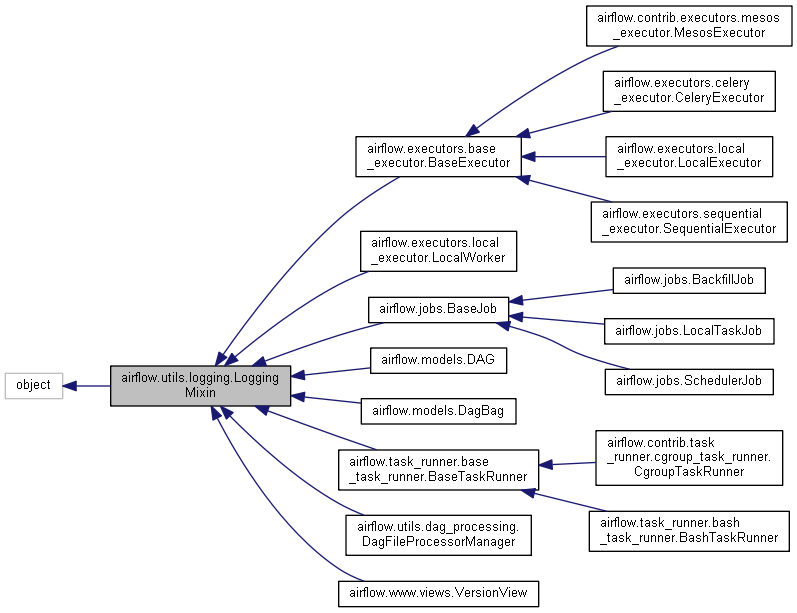 airflow.contrib.executors.mesos
_executor.MesosExecutor
airflow.executors.celery
_executor.CeleryExecutor
airflow.executors.base
_executor.BaseExecutor
airflow.executors.local
_executor.LocalExecutor
airflow.executors.sequential
_executor.SequentialExecutor
airflow.executors.local
_executor.LocalWorker
airflow.jobs.BackfillJob
airflow.jobs.BaseJob
airflow.jobs.LocalTaskJob
airflow.models.DAG
airflow.jobs.SchedulerJob
object
airflow.utils.logging.Logging
Mixin
airflow.models.DagBag
airflow.contrib.task
_runner.cgroup_task_runner.
CgroupTaskRunner
airflow.task_runner.base
_task_runner.BaseTaskRunner
airflow.task_runner.bash
_task_runner.BashTaskRunner
airflow.utils.dag_processing.
DagFileProcessorManager
airflow.www.views.VersionView